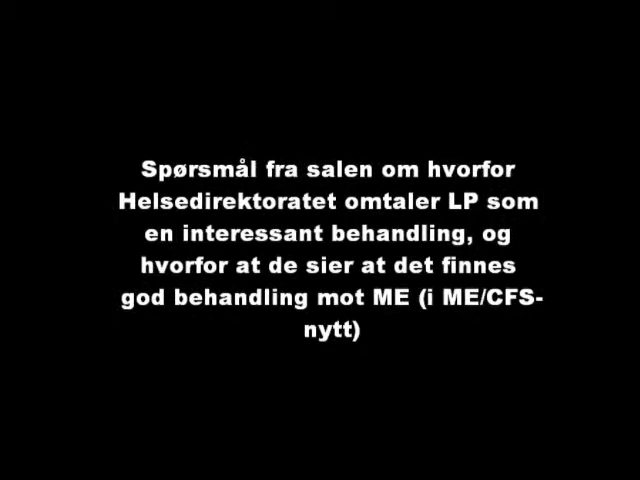 Spørsmål fra salen om hvorfor
Helsedirektoratet omtaler LP som
en interessant behandling, og
hvorfor at de sier at det finnes
god behandling mot ME (i ME/CFS-
nytt)